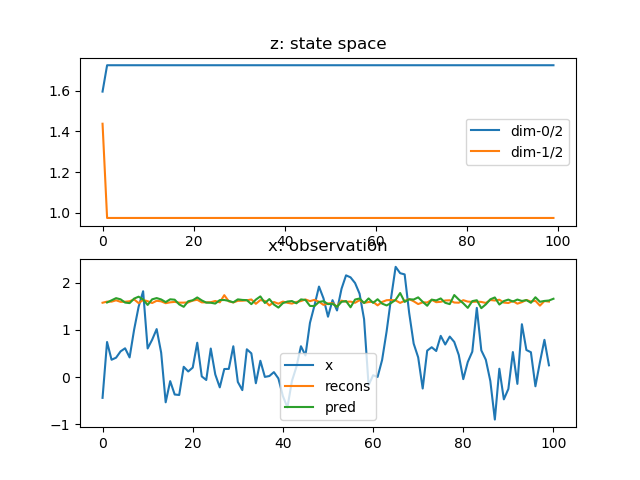 z: state space
1.6
1.4
1.2
1.0
dim-0/2
dim-1/2
0 20 40 60 80 100
x: observation
2
1
0
−1
x
recons
pred
0 20 40 60 80 100